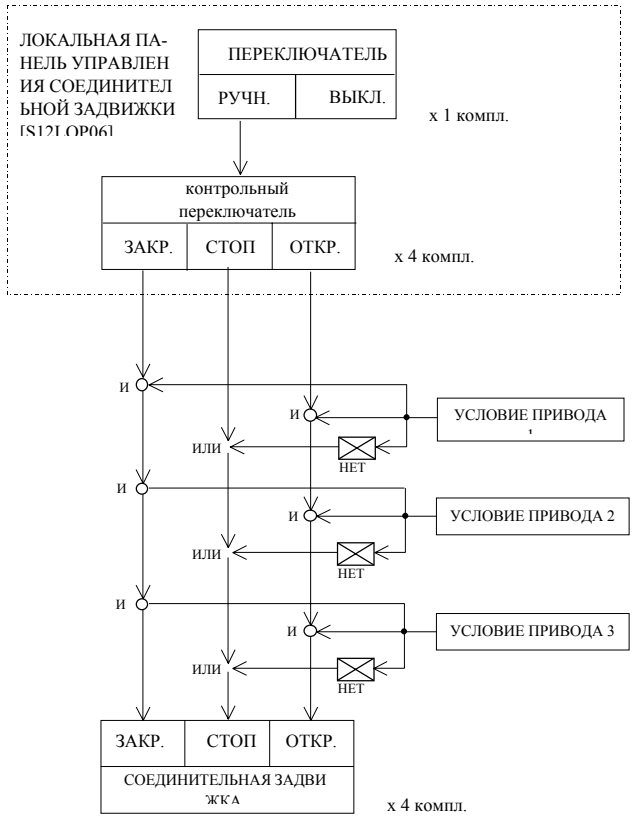 ЛОКАЛЬНАЯ ПА-
НЕЛЬ УПРАВЛЕН
ИЯ СОЕДИНИТЕЛ
ЬНОЙ ЗАДВИЖКИ
[S12LOP06]
ПЕРЕКЛЮЧАТЕЛЬ
РУЧН. ВЫКЛ.
x 1 компл.
контрольный
переключатель
ЗАКР. СТОП ОТКР.
x 4 компл.
И
И
УСЛОВИЕ ПРИВОДА
1
ИЛИ
НЕТ
И
И
УСЛОВИЕ ПРИВОДА 2
ИЛИ
НЕТ
И
И
УСЛОВИЕ ПРИВОДА 3
ИЛИ
НЕТ
ЗАКР. СТОП ОТКР.
СОЕДИНИТЕЛЬНАЯ ЗАДВИ
ЖКА
x 4 компл.